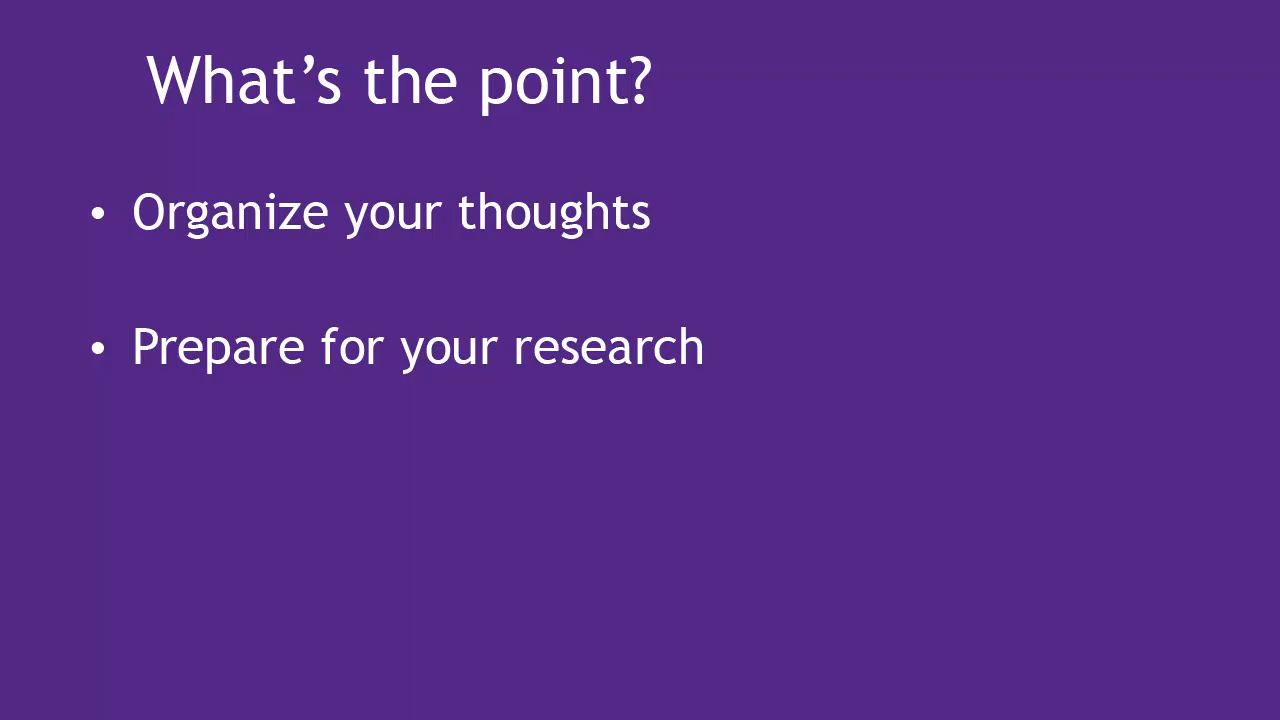 What’s the point?
• Organize your thoughts
• Prepare for your research